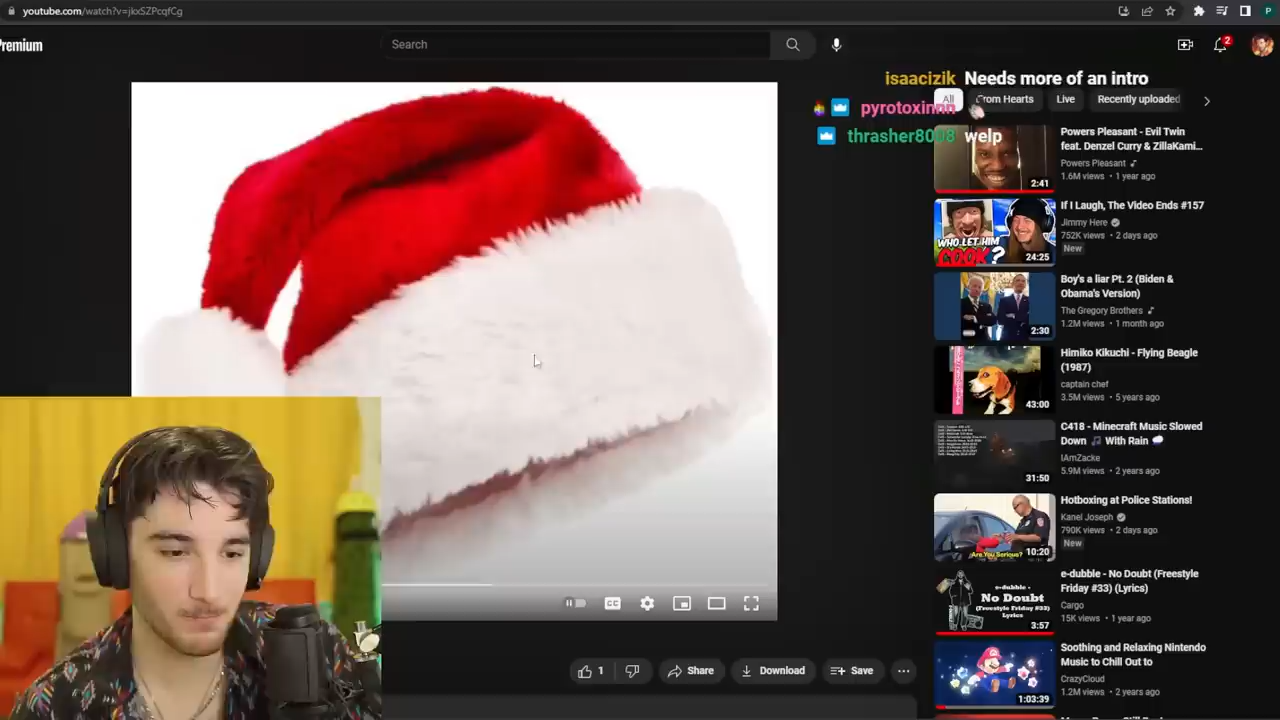 youtube.com/watch?v=jkxSZPcqfCg
Premium
Search
2
P
isaacizik Needs more of an intro
pyrotoxinnn
thrasher8008 welp
All
From Hearts
Live
Recently uploaded
Powers Pleasant - Evil Twin
feat. Denzel Curry & ZillaKami...
Powers Pleasant
1.6M views • 1 year ago
2:41
If I Laugh, The Video Ends #157
Jimmy Here
752K views • 2 days ago
New
WHO LET HIM
COOK?
24:25
Boy's a liar Pt. 2 (Biden &
Obama's Version)
The Gregory Brothers
1.2M views • 1 month ago
2:30
Himiko Kikuchi - Flying Beagle
(1987)
captain chef
3.5M views • 5 years ago
43:00
C418 - Minecraft Music Slowed
Down 🎵 With Rain 🌧
IAmZacke
5.9M views • 2 years ago
31:50
Hotboxing at Police Stations!
Kanel Joseph
790K views • 2 days ago
New
¿Are You Serious?
10:20
e-dubble - No Doubt (Freestyle
Friday #33) (Lyrics)
Cargo
15K views • 1 year ago
e-dubble -
No Doubt
(Freestyle Friday #33)
Lyrics
3:57
Soothing and Relaxing Nintendo
Music to Chill Out to
CrazyCloud
1.2M views • 2 years ago
1:03:39
CC
1
Share
Download
Save